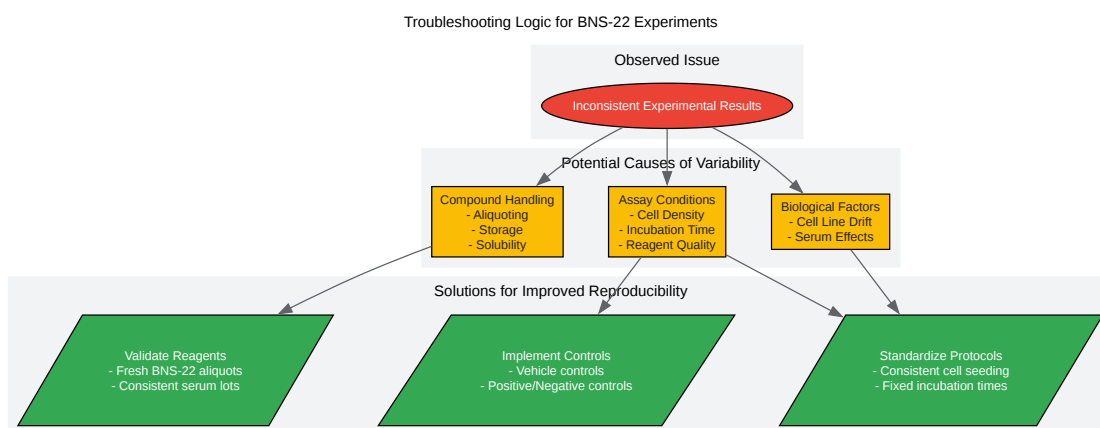 Troubleshooting Logic for BNS-22 Experiments
Observed Issue
Inconsistent Experimental Results
Potential Causes of Variability
Compound Handling
- Aliquoting
- Storage
- Solubility
Assay Conditions
- Cell Density
- Incubation Time
- Reagent Quality
Biological Factors
- Cell Line Drift
- Serum Effects
Solutions for Improved Reproducibility
Validate Reagents
- Fresh BNS-22 aliquots
- Consistent serum lots
Implement Controls
- Vehicle controls
- Positive/Negative controls
Standardize Protocols
- Consistent cell seeding
- Fixed incubation times